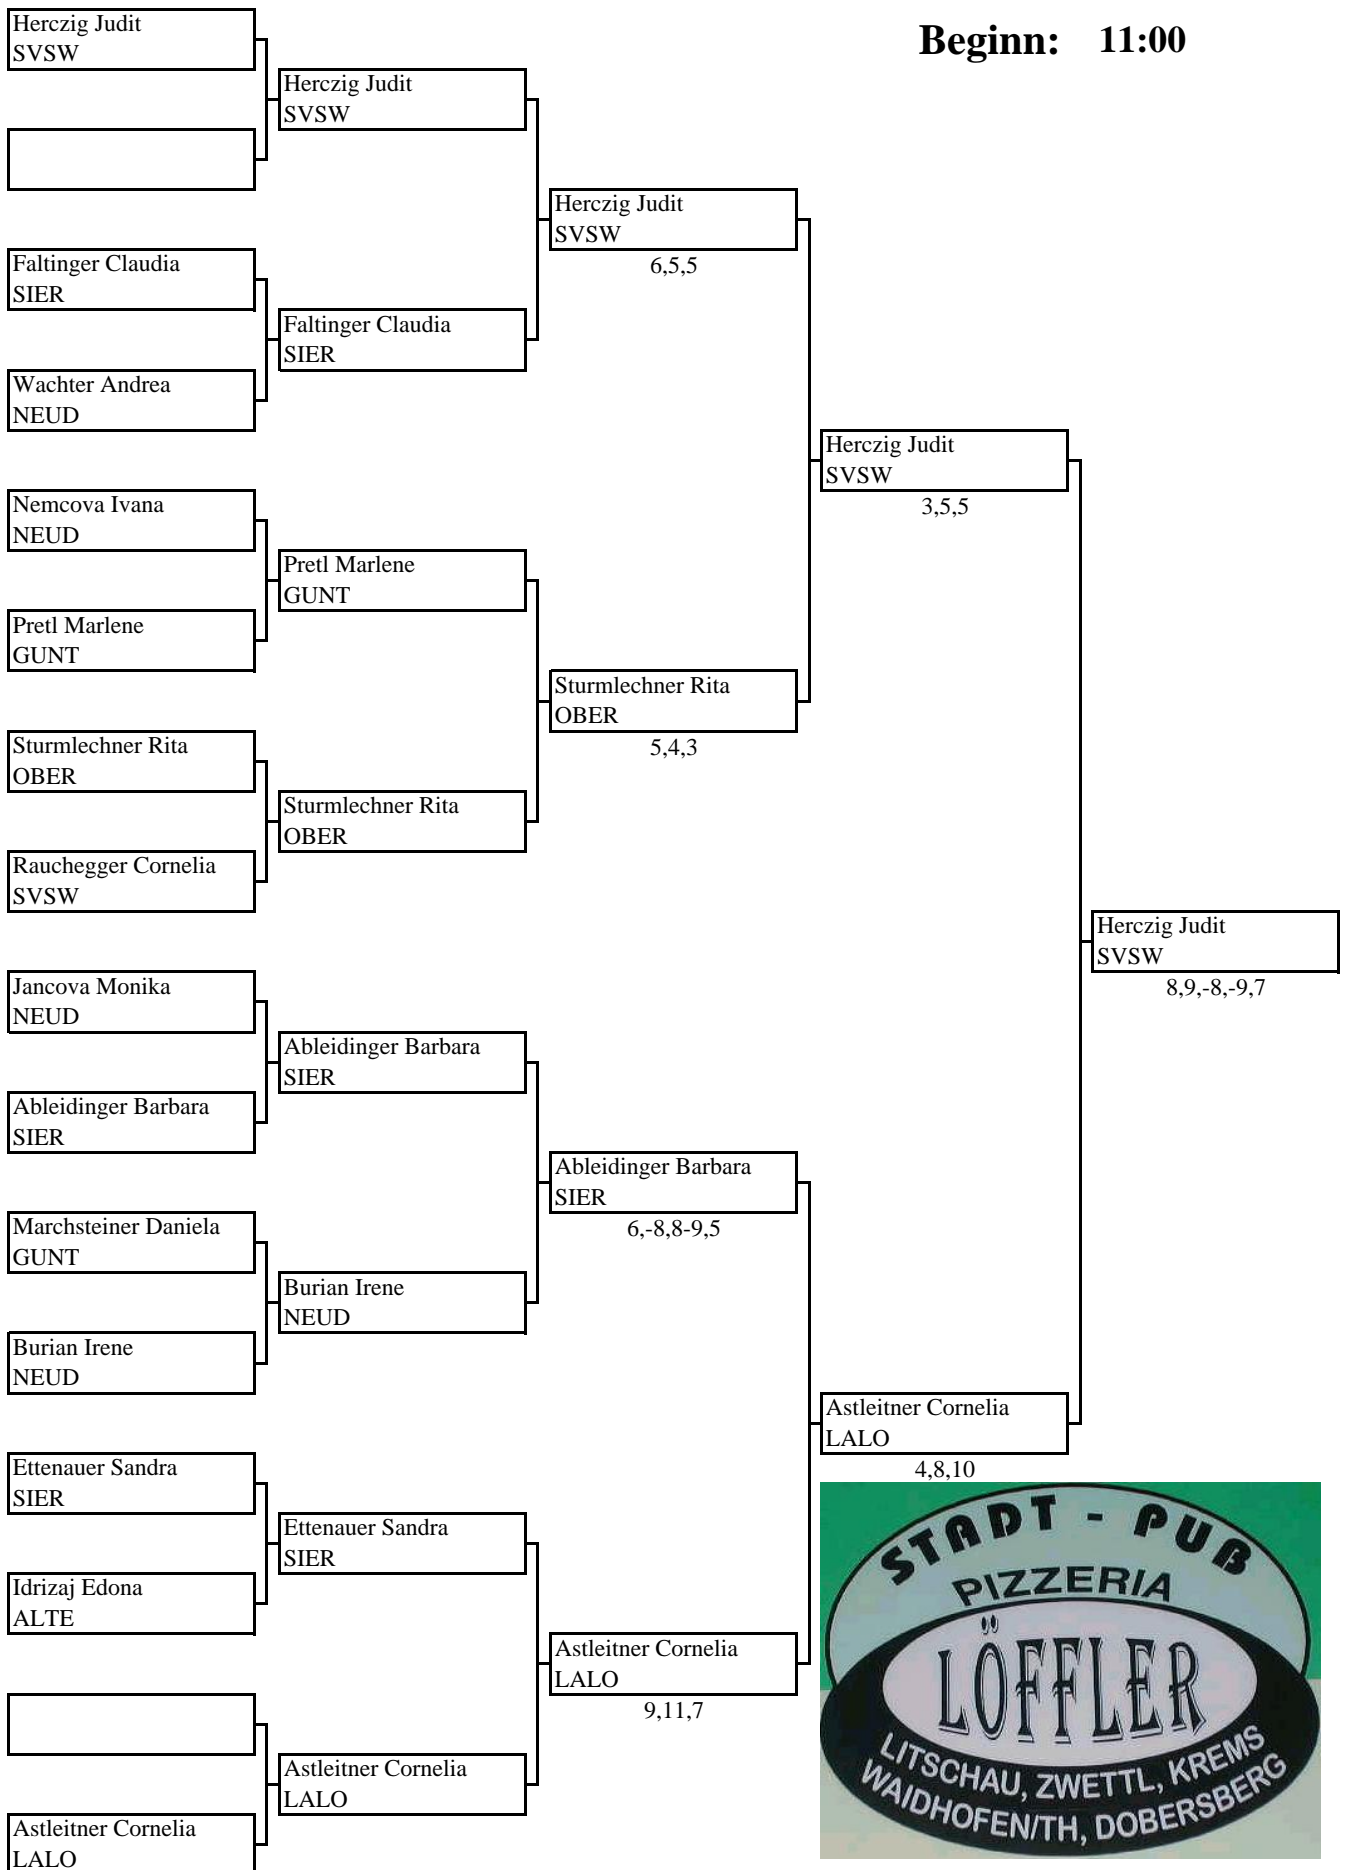 Beginn: 11:00
Herczig Judit
SVSW
Faltinger Claudia
SIER
Wachter Andrea
NEUD
Nemcova Ivana
NEUD
Pretl Marlene
GUNT
Sturmlechner Rita
OBER
Rauchegger Cornelia
SVSW
Jancova Monika
NEUD
Ableidinger Barbara
SIER
Marchsteiner Daniela
GUNT
Burian Irene
NEUD
Ettenauer Sandra
SIER
Idrizaj Edona
ALTE
Astleitner Cornelia
LALO
Herczig Judit
SVSW
Faltinger Claudia
SIER
Pretl Marlene
GUNT
Sturmlechner Rita
OBER
Ableidinger Barbara
SIER
Burian Irene
NEUD
Ettenauer Sandra
SIER
Astleitner Cornelia
LALO
Herczig Judit
SVSW
6,5,5
Sturmlechner Rita
OBER
5,4,3
Ableidinger Barbara
SIER
6,-8,8-9,5
Astleitner Cornelia
LALO
9,11,7
Herczig Judit
SVSW
3,5,5
Astleitner Cornelia
LALO
4,8,10
Herczig Judit
SVSW
8,9,-8,-9,7
STADT - PUB
PIZZERIA
LÖFFLER
LITSCHAU, ZWETTL, KREMS
WAIDHOFEN/TH, DOBERSBERG